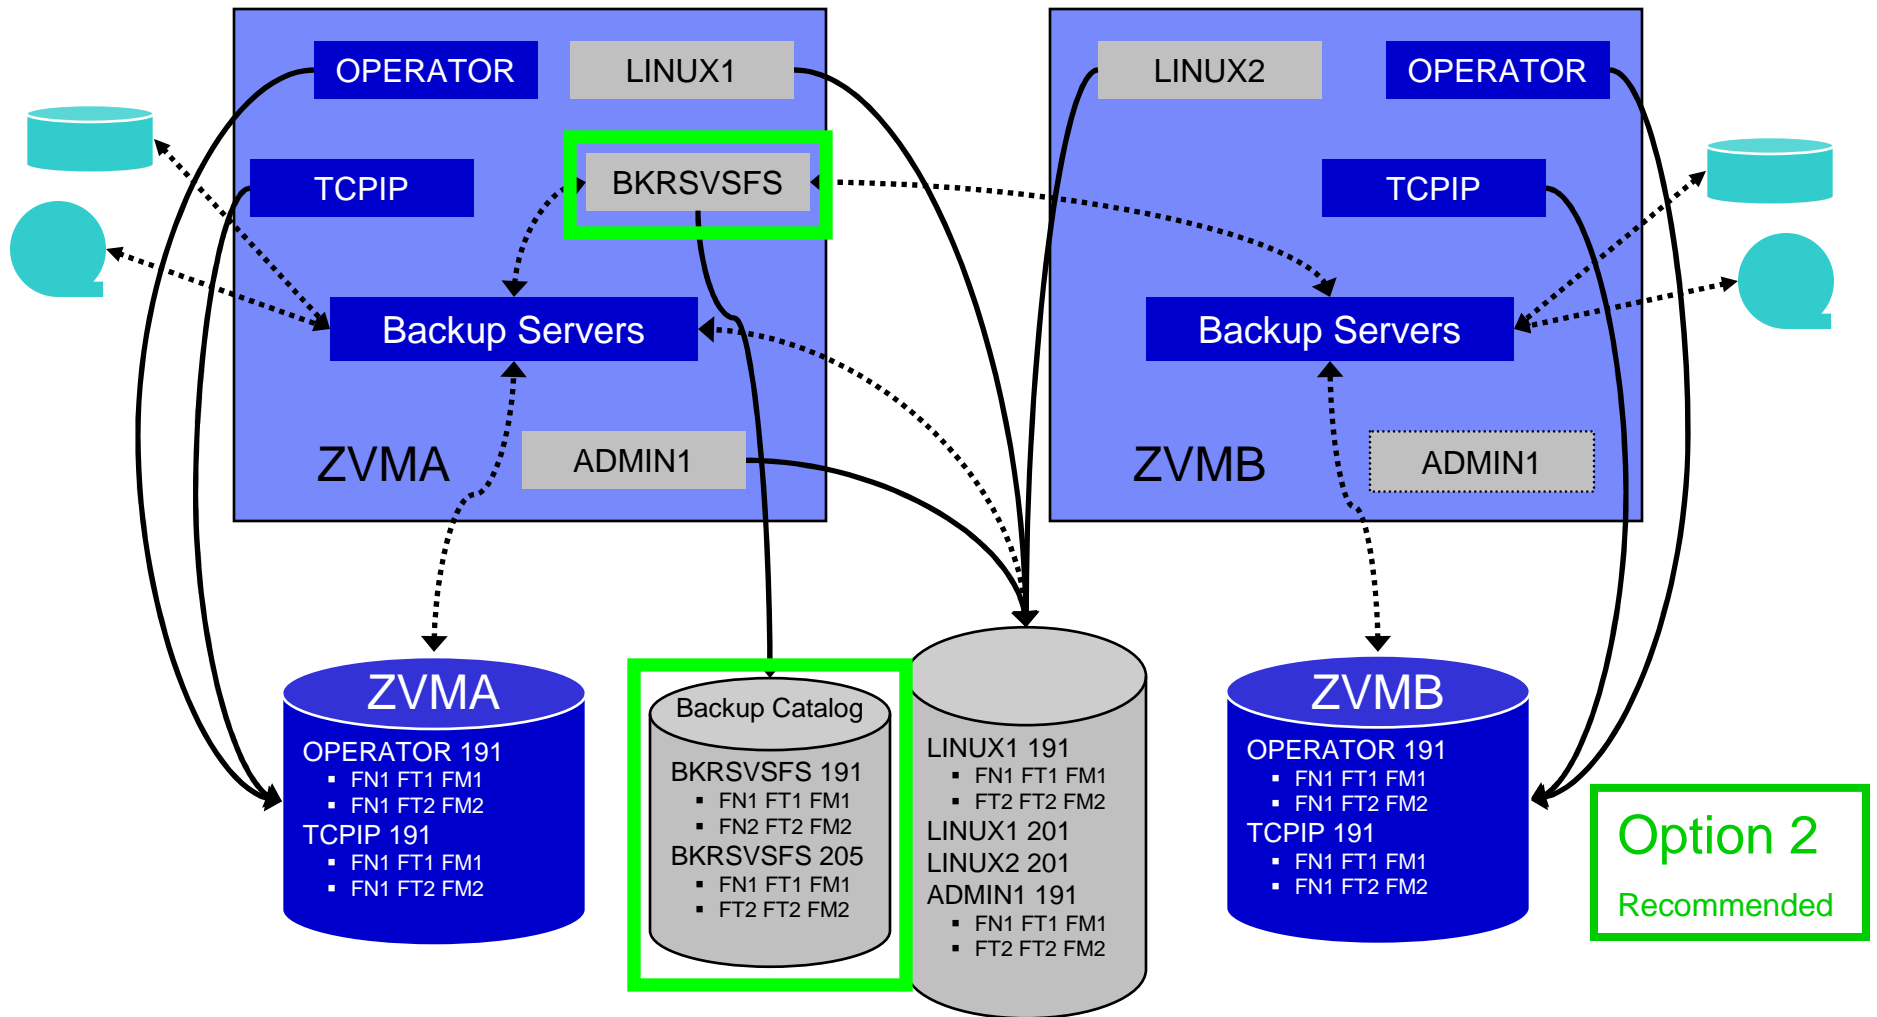 OPERATOR
LINUX1
BKRSVSFS
TCPIP
Backup Servers
ZVMA
ADMIN1
LINUX2
OPERATOR
TCPIP
Backup Servers
ZVMB
ADMIN1
ZVMA
OPERATOR 191
▪ FN1 FT1 FM1
▪ FN1 FT2 FM2
TCPIP 191
▪ FN1 FT1 FM1
▪ FN1 FT2 FM2
Backup Catalog
BKRSVSFS 191
▪ FN1 FT1 FM1
▪ FN2 FT2 FM2
BKRSVSFS 205
▪ FN1 FT1 FM1
▪ FT2 FT2 FM2
LINUX1 191
▪ FN1 FT1 FM1
▪ FT2 FT2 FM2
LINUX1 201
LINUX2 201
ADMIN1 191
▪ FN1 FT1 FM1
▪ FT2 FT2 FM2
ZVMB
OPERATOR 191
▪ FN1 FT1 FM1
▪ FN1 FT2 FM2
TCPIP 191
▪ FN1 FT1 FM1
▪ FN1 FT2 FM2
Option 2
Recommended